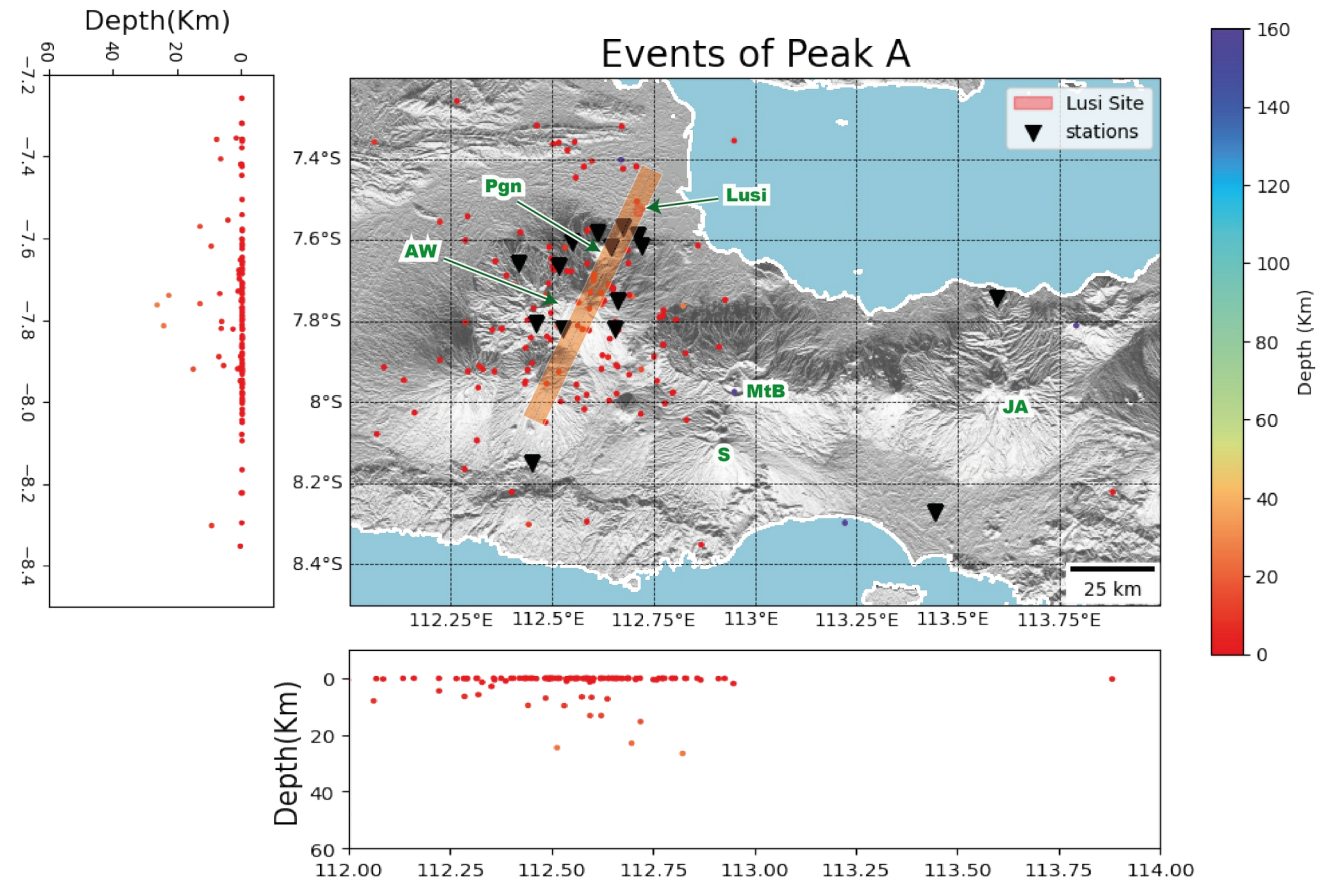 Depth(Km)
60
40
20
0
−7.2
−7.4
−7.6
−7.8
−8.0
−8.2
−8.4
Events of Peak A
Lusi Site
stations
7.4°S
7.6°S
7.8°S
8°S
8.2°S
8.4°S
Pgn
Lusi
AW
MtB
JA
S
25 km
112.25°E
112.5°E
112.75°E
113°E
113.25°E
113.5°E
113.75°E
160
140
120
100
80
60
40
20
0
Depth (Km)
Depth(Km)
0
20
40
60
112.00
112.25
112.50
112.75
113.00
113.25
113.50
113.75
114.00